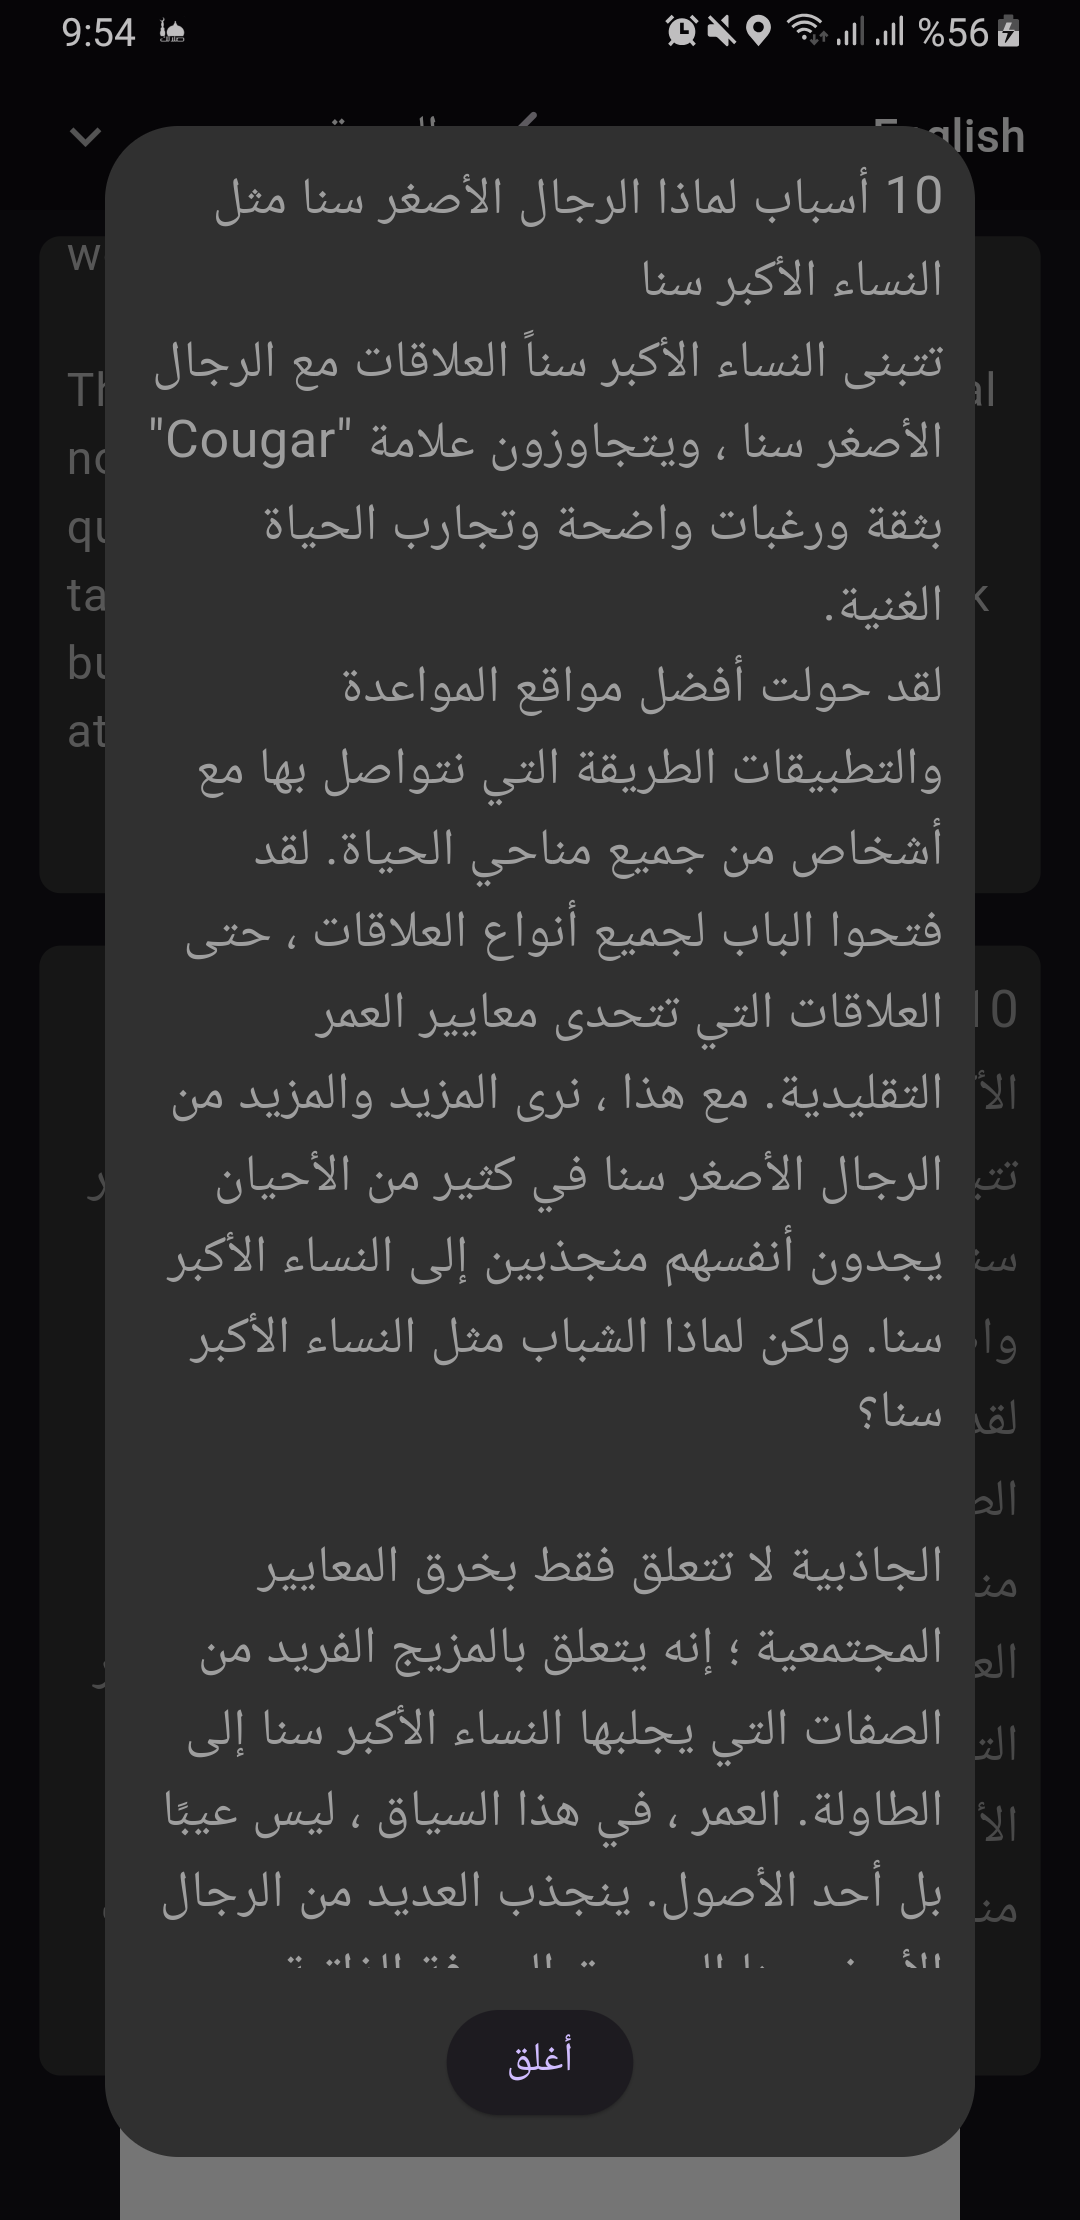 9:54
%56
English
10 أسباب لماذا الرجال الأصغر سنا مثل
النساء الأكبر سنا
تتبنى النساء الأكبر سناً العلاقات مع الرجال
الأصغر سنا ، ويتجاوزون علامة "Cougar"
بثقة ورغبات واضحة وتجارب الحياة
الغنية.
لقد حولت أفضل مواقع المواعدة
والتطبيقات الطريقة التي نتواصل بها مع
أشخاص من جميع مناحي الحياة. لقد
فتحوا الباب لجميع أنواع العلاقات ، حتى
العلاقات التي تتحدى معايير العمر
التقليدية. مع هذا ، نرى المزيد والمزيد من
الرجال الأصغر سنا في كثير من الأحيان
يجدون أنفسهم منجذبين إلى النساء الأكبر
سنا. ولكن لماذا الشباب مثل النساء الأكبر
سنا؟
الجاذبية لا تتعلق فقط بخرق المعايير
المجتمعية ؛ إنه يتعلق بالمزيج الفريد من
الصفات التي يجلبها النساء الأكبر سنا إلى
الطاولة. العمر ، في هذا السياق ، ليس عيبًا
بل أحد الأصول. ينجذب العديد من الرجال
أغلق